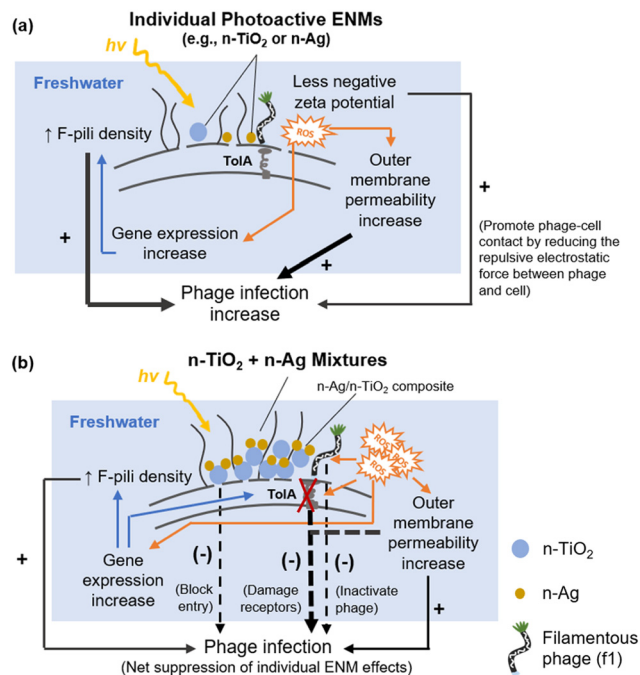 (a)
Individual Photoactive ENMs
(e.g., n-TiO₂ or n-Ag)
hv
Freshwater
Less negative
zeta potential
↑ F-pili density
ROS
TolA
Outer
membrane
permeability
increase
+
Gene expression
increase
+
+
(Promote phage-cell
contact by reducing the
repulsive electrostatic
force between phage
and cell)
Phage infection
increase
(b)
n-TiO₂ + n-Ag Mixtures
hv
n-Ag/n-TiO₂ composite
Freshwater
ROS
ROS
ROS
↑ F-pili density
TolA
Outer
membrane
permeability
increase
+
Gene
expression
increase
(-)
(-)
(-)
(Block
entry)
(Damage
receptors)
(Inactivate
phage)
+
Phage infection
(Net suppression of individual ENM effects)
n-TiO₂
n-Ag
Filamentous
phage (f1)